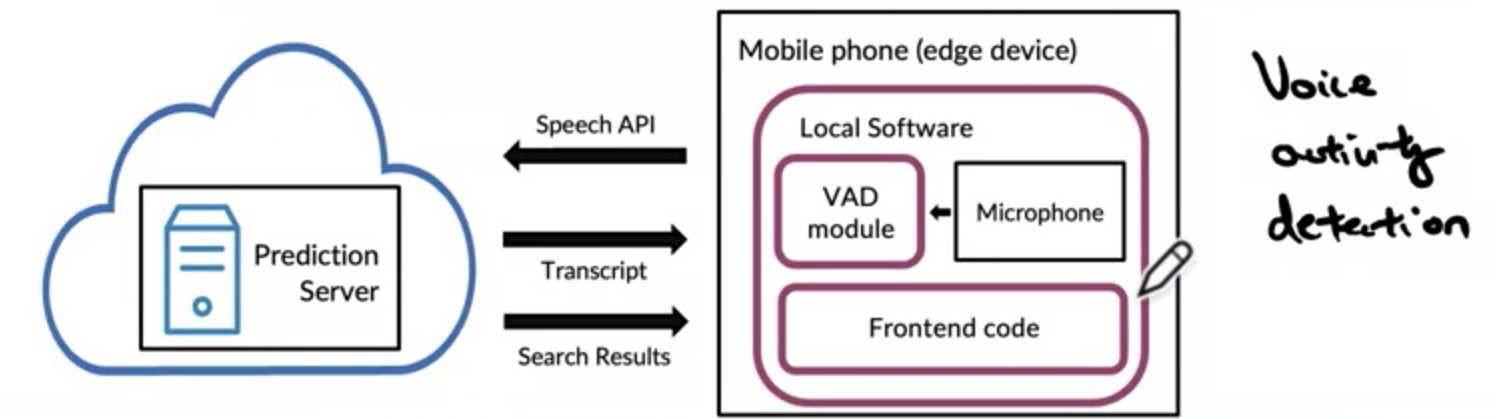 Prediction
Server
Speech API
Transcript
Search Results
Mobile phone (edge device)
Local Software
VAD
module
Microphone
Frontend code
Voice
activity
detection